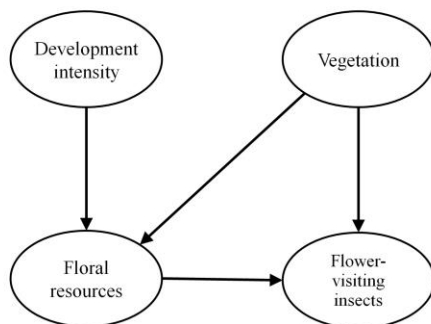 Development
intensity
Vegetation
Floral
resources
Flower-
visiting
insects